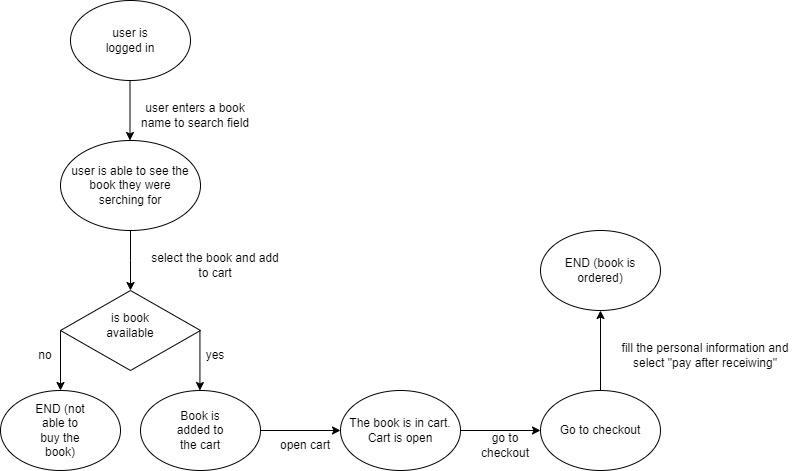 user is
logged in
user enters a book
name to search field
user is able to see the
book they were
serching for
select the book and add
to cart
is book
available
no
yes
END (not
able to
buy the
book)
Book is
added to
the cart
open cart
The book is in cart.
Cart is open
go to
checkout
Go to checkout
fill the personal information and
select "pay after receiwing"
END (book is
ordered)